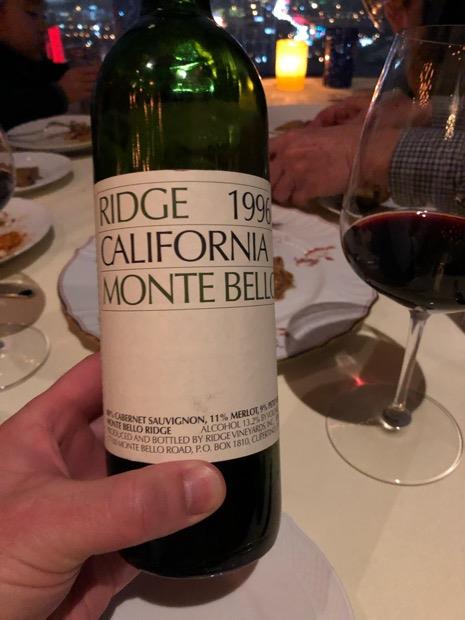 RIDGE 1996
CALIFORNIA
MONTE BELLO
CABERNET SAUVIGNON, 11% MERLOT, 9%
MONTE BELLO RIDGE ALCOHOL 13.2% BY VOLUME
PRODUCED AND BOTTLED BY RIDGE VINEYARDS, INC.
MONTE BELLO ROAD, P.O. BOX 1810, CUPERTINO